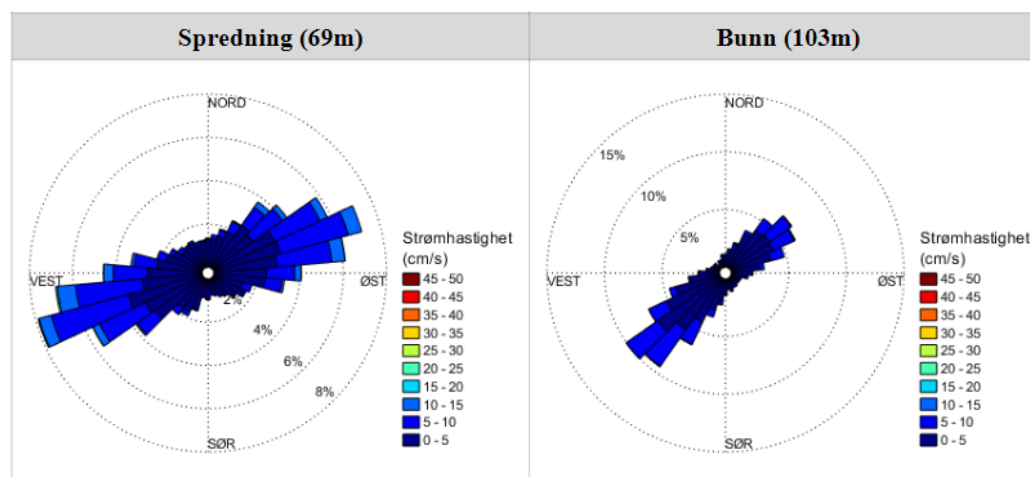 Spredning (69m)
Bunn (103m)
NORD
VEST
ØST
SØR
2%
4%
6%
8%
Strømhastighet
(cm/s)
45 - 50
40 - 45
35 - 40
30 - 35
25 - 30
20 - 25
15 - 20
10 - 15
5 - 10
0 - 5
NORD
15%
10%
5%
VEST
ØST
SØR
Strømhastighet
(cm/s)
45 - 50
40 - 45
35 - 40
30 - 35
25 - 30
20 - 25
15 - 20
10 - 15
5 - 10
0 - 5